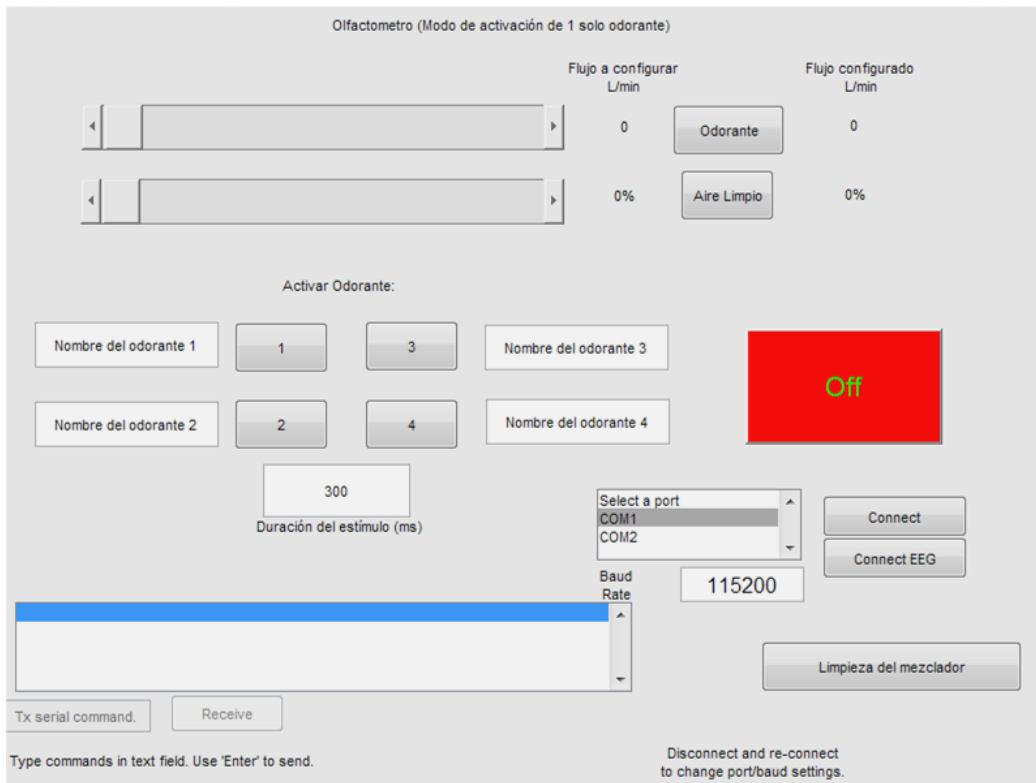 Olfactometro (Modo de activación de 1 solo odorante)
Flujo a configurar
L/min
Flujo configurado
L/min
0
Odorante
0
0%
Aire Limpio
0%
Activar Odorante:
Nombre del odorante 1
1
3
Nombre del odorante 3
Off
Nombre del odorante 2
2
4
Nombre del odorante 4
300
Duración del estímulo (ms)
Select a port
COM1
COM2
Connect
Connect EEG
Baud
Rate
115200
Limpieza del mezclador
Tx serial command.
Receive
Type commands in text field. Use 'Enter' to send.
Disconnect and re-connect
to change port/baud settings.